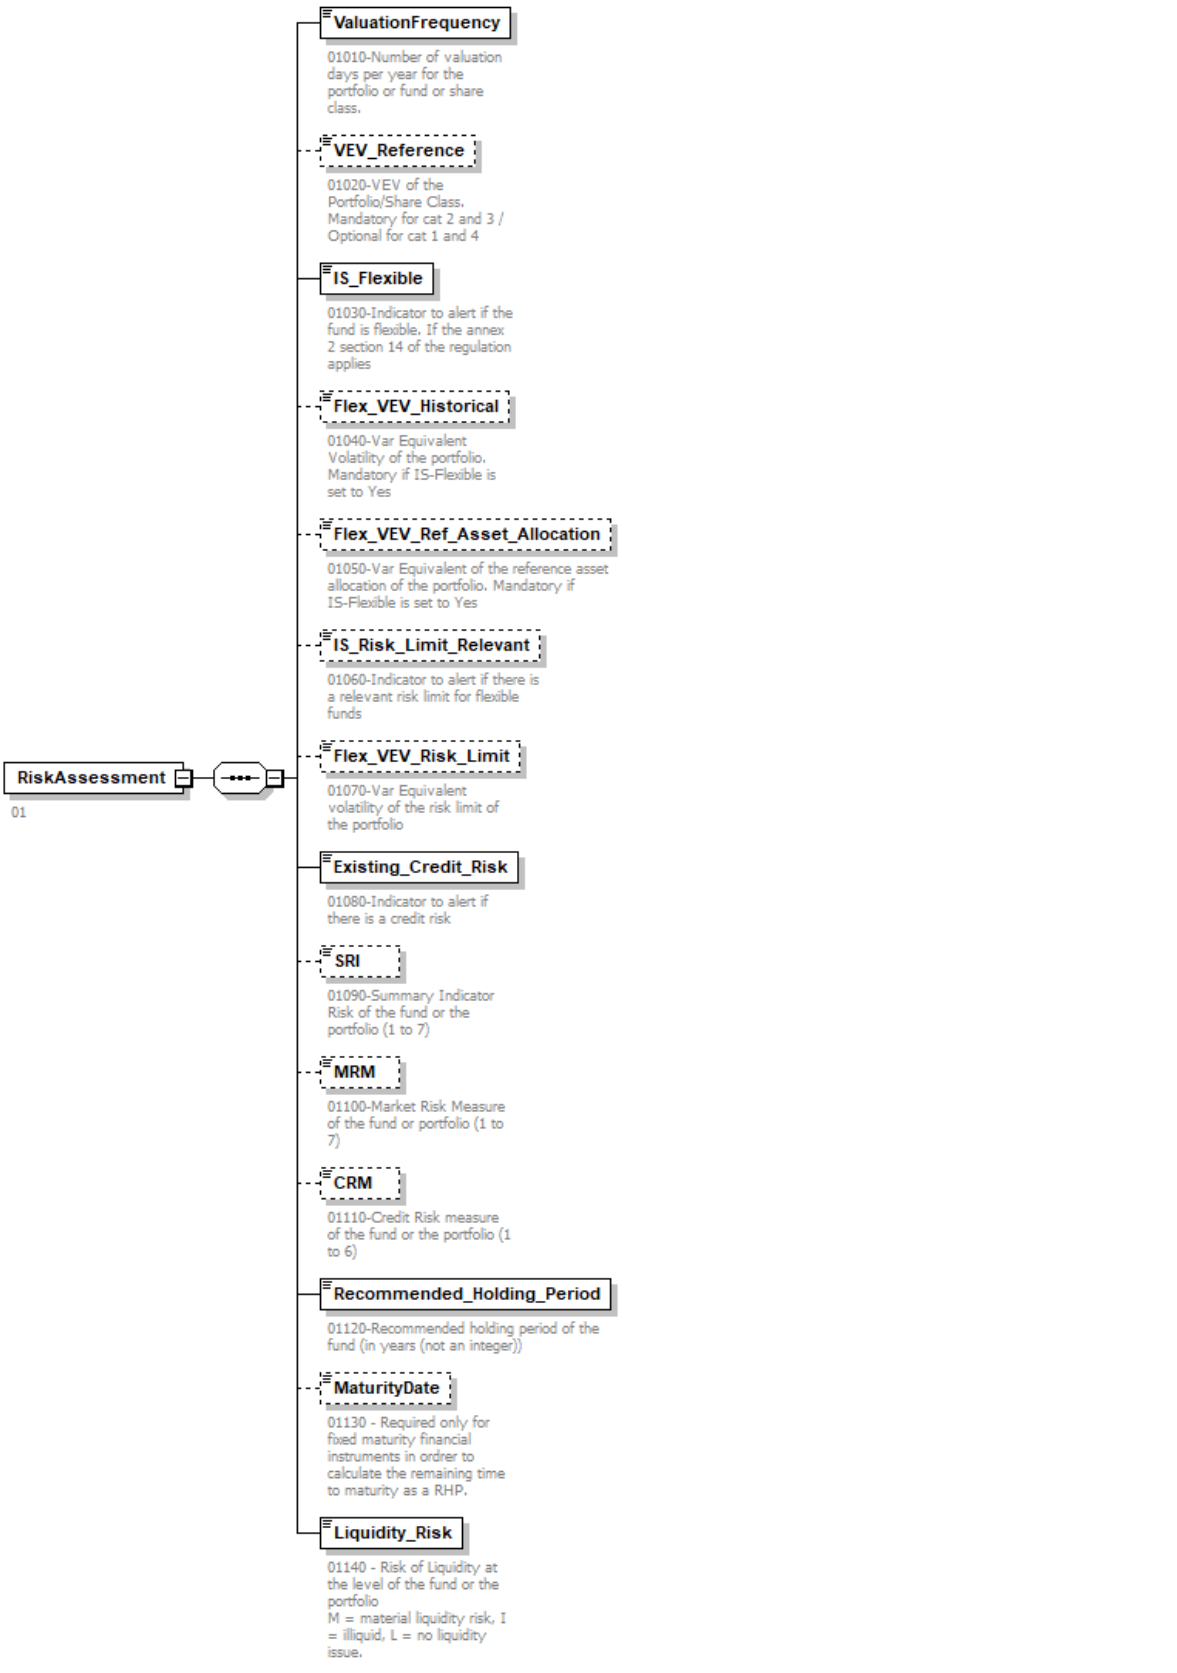 ValuationFrequency
01010-Number of valuation
days per year for the
portfolio or fund or share
class.
VEV_Reference
01020-VEV of the
Portfolio/Share Class.
Mandatory for cat 2 and 3 /
Optional for cat 1 and 4
IS_Flexible
01030-Indicator to alert if the
fund is flexible. If the annex
2 section 14 of the regulation
applies
Flex_VEV_Historical
01040-Var Equivalent
Volatility of the portfolio.
Mandatory if IS-Flexible is
set to Yes
Flex_VEV_Ref_Asset_Allocation
01050-Var Equivalent of the reference asset
allocation of the portfolio. Mandatory if
IS-Flexible is set to Yes
IS_Risk_Limit_Relevant
01060-Indicator to alert if there is
a relevant risk limit for flexible
funds
Flex_VEV_Risk_Limit
01070-Var Equivalent
volatility of the risk limit of
the portfolio
RiskAssessment
01
Existing_Credit_Risk
01080-Indicator to alert if
there is a credit risk
SRI
01090-Summary Indicator
Risk of the fund or the
portfolio (1 to 7)
MRM
01100-Market Risk Measure
of the fund or portfolio (1 to
7)
CRM
01110-Credit Risk measure
of the fund or the portfolio (1
to 6)
Recommended_Holding_Period
01120-Recommended holding period of the
fund (in years (not an integer))
MaturityDate
01130 - Required only for
fixed maturity financial
instruments in ordrer to
calculate the remaining time
to maturity as a RHP.
Liquidity_Risk
01140 - Risk of Liquidity at
the level of the fund or the
portfolio
M = material liquidity risk, I
= illiquid, L = no liquidity
issue.